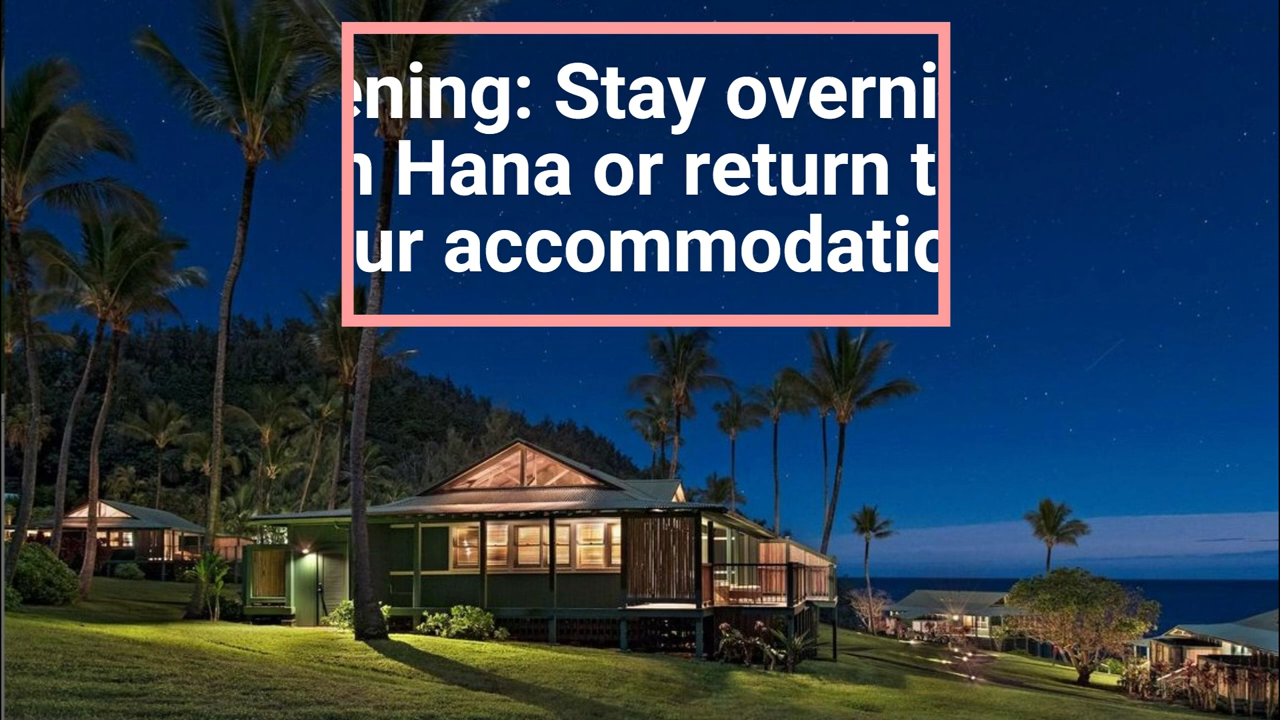 ening: Stay overni
n Hana or return t
ur accommodatio